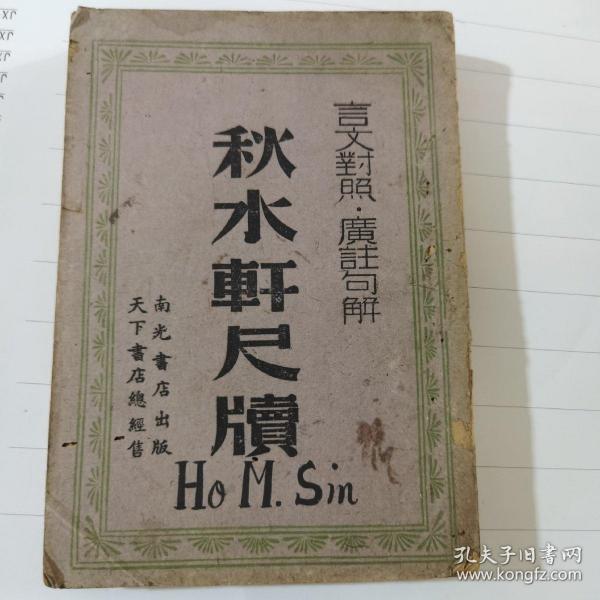 言文對照·廣註句解
秋水軒尺牘
南光書店出版
天下書店總經售
Ho M. Sin
孔夫子旧书网
www.kongfz.com